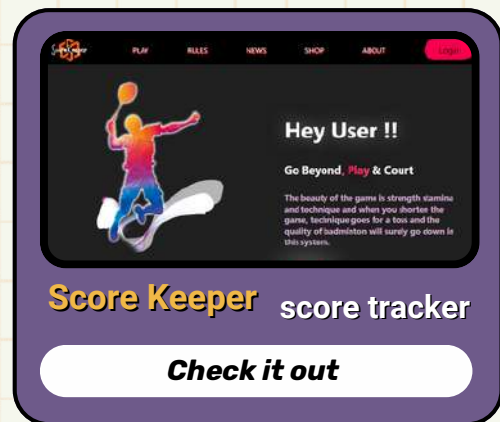 PLAY RULES NEWS SHOP ABOUT Login
Hey User !!
Go Beyond, Play & Court
The beauty of the game is strength stamina
and technique and when you shorten the
game, technique goes for a toss and the
quality of badminton will surely go down in
this system.
Score Keeper score tracker
Check it out